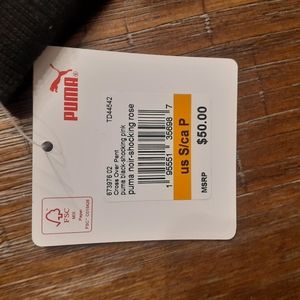 PUMA
673976 02
TD44642
Cross Over Pant
puma black-shocking pink
puma noir-shocking rose
1 95551 35698 7
us S/ca P
MSRP
$50.00
FSC
MIX
Paper